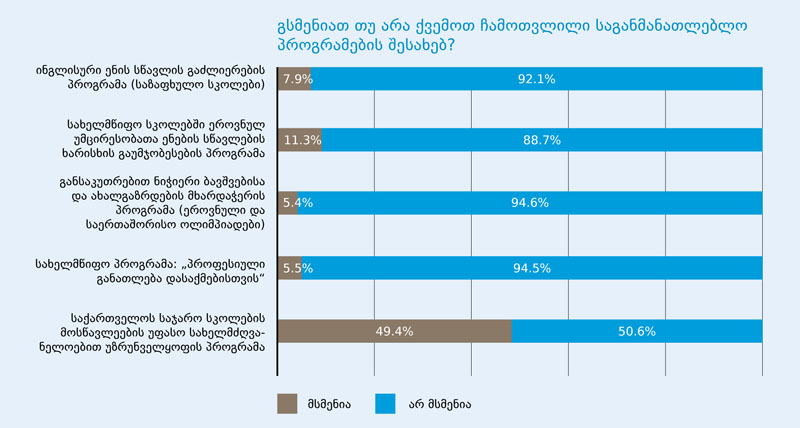 გსმენიათ თუ არა ქვემოთ ჩამოთვლილი საგანმანათლებლო
პროგრამების შესახებ?
ინგლისური ენის სწავლის გაძლიერების
პროგრამა (საზაფხულო სკოლები)
7.9%
92.1%
სახელმწიფო სკოლებში ეროვნულ
უმცირესობათა ენების სწავლების
ხარისხის გაუმჯობესების პროგრამა
11.3%
88.7%
განსაკუთრებით ნიჭიერი ბავშვებისა
და ახალგაზრდების მხარდაჭერის
პროგრამა (ეროვნული და
საერთაშორისო ოლიმპიადები)
5.4%
94.6%
სახელმწიფო პროგრამა: „პროფესიული
განათლება დასაქმებისთვის“
5.5%
94.5%
საქართველოს საჯარო სკოლების
მოსწავლეების უფასო სახელმძღვა-
ნელოებით უზრუნველყოფის პროგრამა
49.4%
50.6%
მსმენია
არ მსმენია